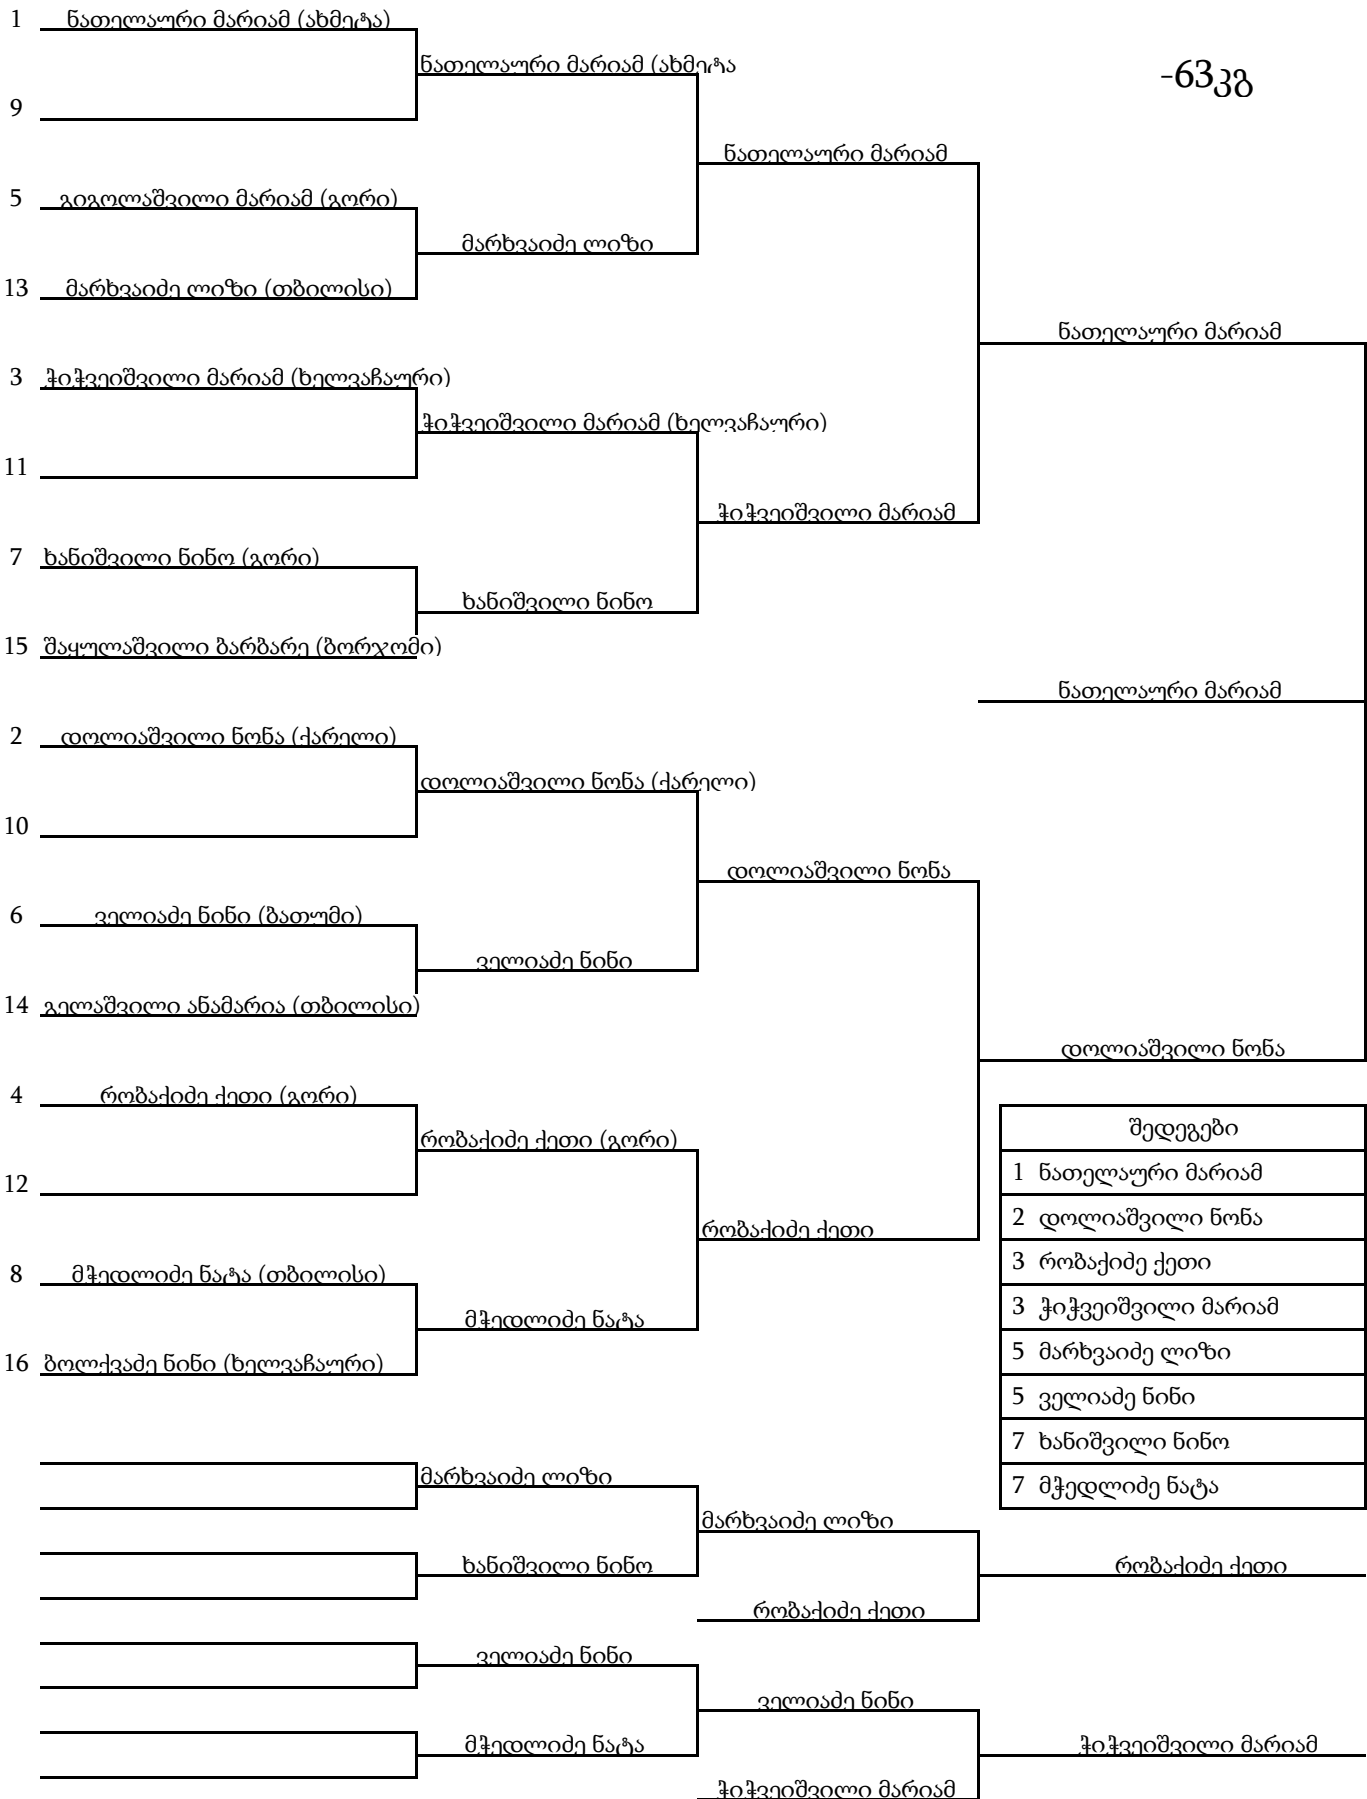 1 ნათელაური მარიამ (ახმეტა)
ნათელაური მარიამ (ახმეტა
-63კგ
9
ნათელაური მარიამ
5 გიგოლაშვილი მარიამ (გორი)
მარხვაიძე ლიზი
13 მარხვაიძე ლიზი (თბილისი)
ნათელაური მარიამ
3 ჭიჭვეიშვილი მარიამ (ხელვაჩაური)
ჭიჭვეიშვილი მარიამ (ხელვაჩაური)
11
ჭიჭვეიშვილი მარიამ
7 ხანიშვილი ნინო (გორი)
ხანიშვილი ნინო
15 შაყულაშვილი ბარბარე (ბორჯომი)
ნათელაური მარიამ
2 დოლიაშვილი ნონა (ქარელი)
დოლიაშვილი ნონა (ქარელი)
10
დოლიაშვილი ნონა
6 ველიაძე ნინი (ბათუმი)
ველიაძე ნინი
14 გელაშვილი ანამარია (თბილისი)
დოლიაშვილი ნონა
4 რობაქიძე ქეთი (გორი)
რობაქიძე ქეთი (გორი)
12
რობაქიძე ქეთი
8 მჭედლიძე ნატა (თბილისი)
მჭედლიძე ნატა
16 ბოლქვაძე ნინი (ხელვაჩაური)
შედეგები
1 ნათელაური მარიამ
2 დოლიაშვილი ნონა
3 რობაქიძე ქეთი
3 ჭიჭვეიშვილი მარიამ
5 მარხვაიძე ლიზი
5 ველიაძე ნინი
7 ხანიშვილი ნინო
7 მჭედლიძე ნატა
მარხვაიძე ლიზი
მარხვაიძე ლიზი
ხანიშვილი ნინო
რობაქიძე ქეთი
რობაქიძე ქეთი
ველიაძე ნინი
ველიაძე ნინი
მჭედლიძე ნატა
ჭიჭვეიშვილი მარიამ
ჭიჭვეიშვილი მარიამ